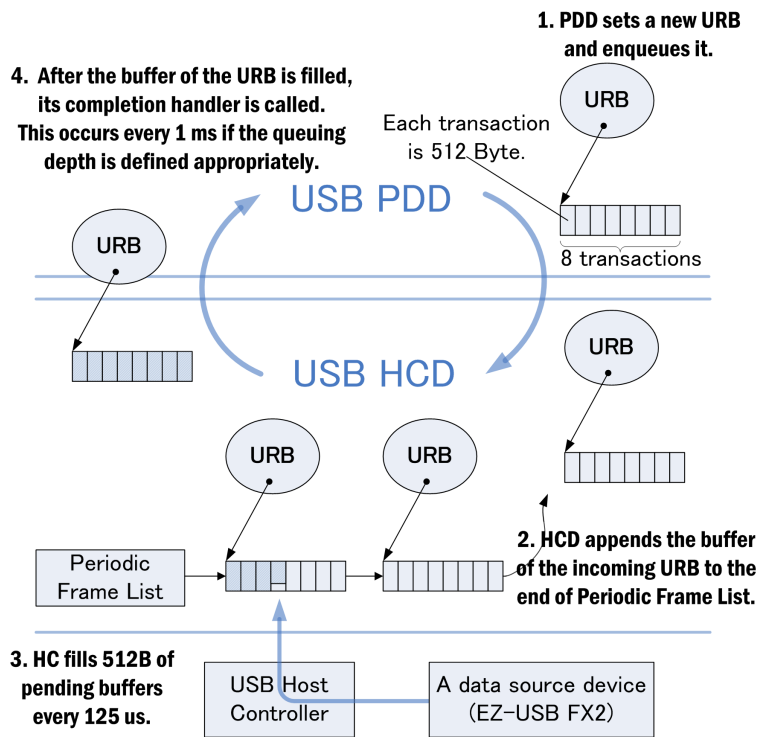 1. PDD sets a new URB
and enqueues it.
4. After the buffer of the URB is filled,
its completion handler is called.
This occurs every 1 ms if the queuing
depth is defined appropriately.
URB
Each transaction
is 512 Byte.
USB PDD
8 transactions
URB
USB HCD
URB
URB
URB
2. HCD appends the buffer
of the incoming URB to the
end of Periodic Frame List.
Periodic
Frame List
3. HC fills 512B of
pending buffers
every 125 us.
USB Host
Controller
A data source device
(EZ-USB FX2)